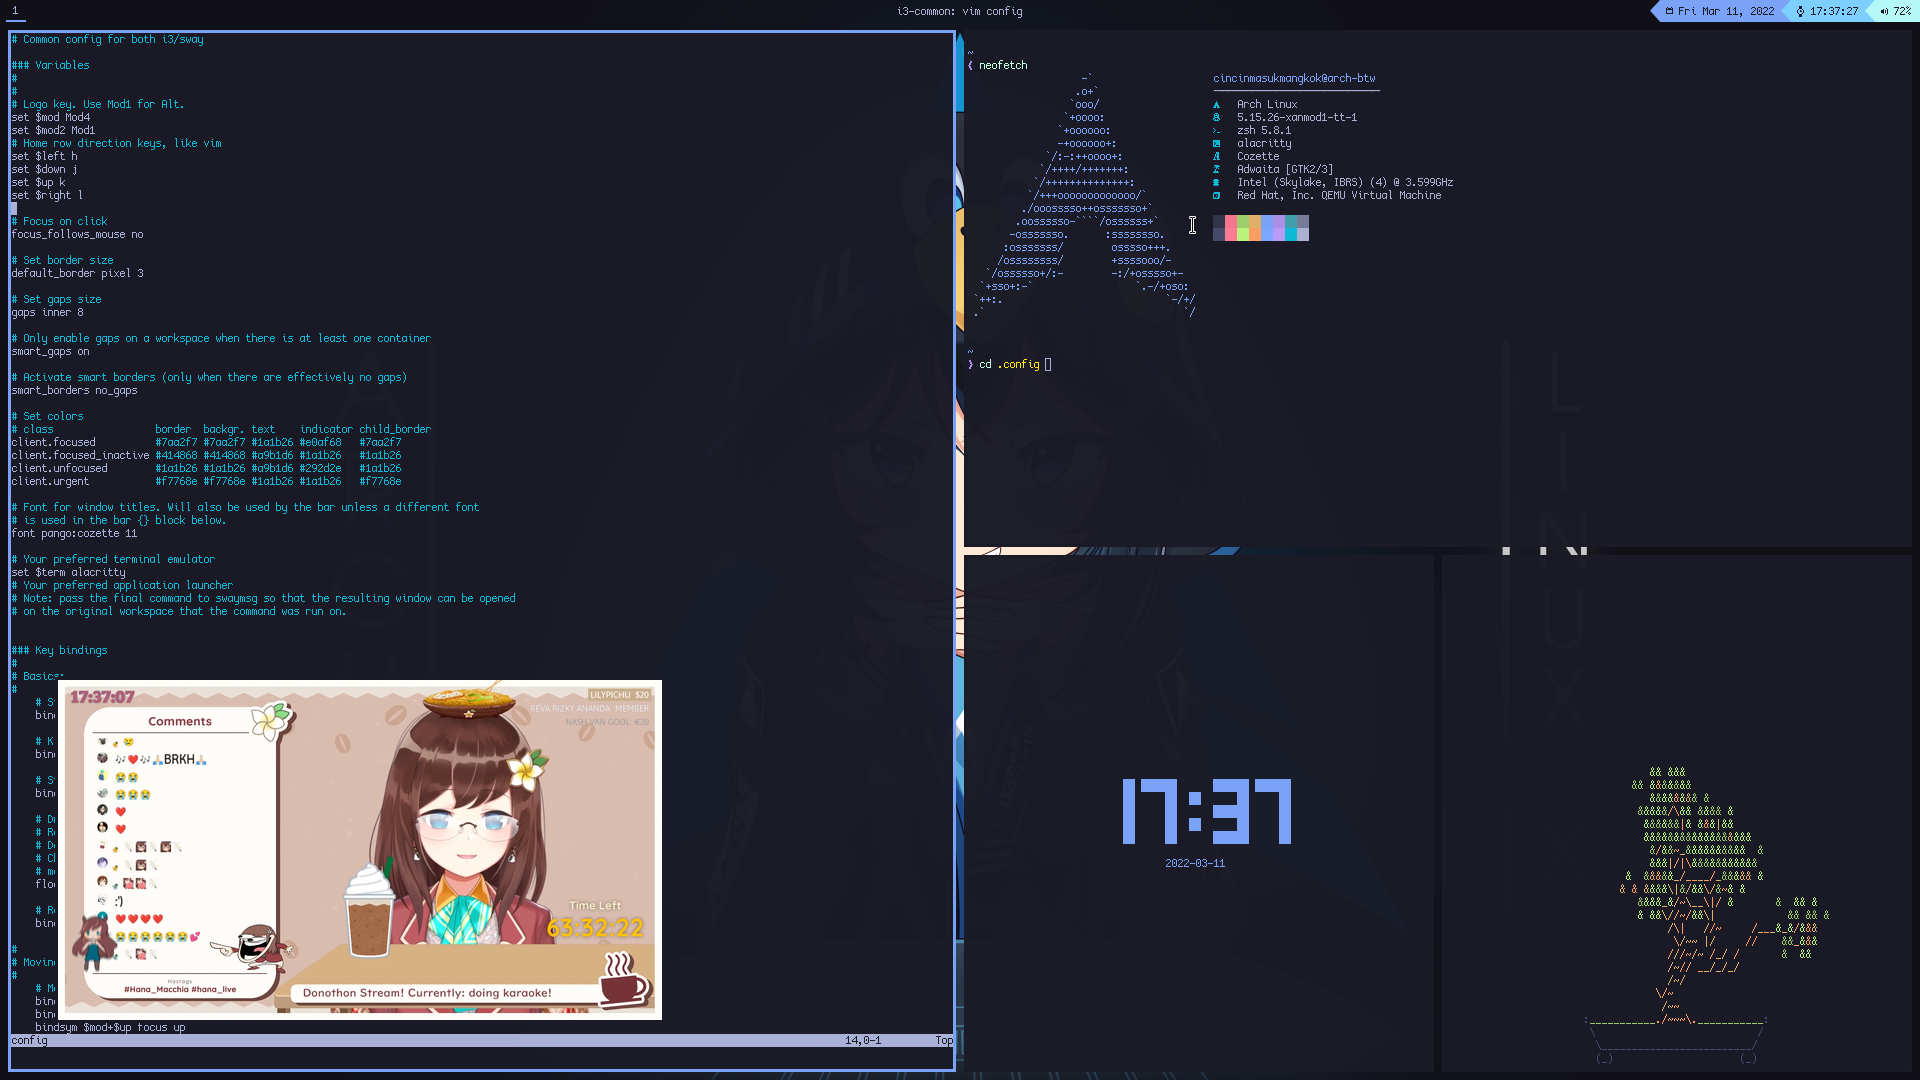 1
i3-common: vim config
Fri Mar 11, 2022
17:37:27
72%
# Common config for both i3/sway
### Variables
#
#
# Logo key. Use Mod1 for Alt.
set $mod Mod4
set $mod2 Mod1
# Home row direction keys, like vim
set $left h
set $down j
set $up k
set $right l
# Focus on click
focus_follows_mouse no
# Set border size
default_border pixel 3
# Set gaps size
gaps inner 8
# Only enable gaps on a workspace when there is at least one container
smart_gaps on
# Activate smart borders (only when there are effectively no gaps)
smart_borders no_gaps
# Set colors
# class border backgr. text indicator child_border
client.focused #7aa2f7 #7aa2f7 #1a1b26 #e0af68 #7aa2f7
client.focused_inactive #414868 #414868 #a9b1d6 #1a1b26 #1a1b26
client.unfocused #1a1b26 #1a1b26 #a9b1d6 #292d2e #1a1b26
client.urgent #f7768e #f7768e #1a1b26 #1a1b26 #f7768e
# Font for window titles. Will also be used by the bar unless a different font
# is used in the bar {} block below.
font pango:cozette 11
# Your preferred terminal emulator
set $term alacritty
# Your preferred application launcher
# Note: pass the final command to swaymsg so that the resulting window can be opened
# on the original workspace that the command was run on.
### Key bindings
#
# Basics:
#
# S
bin
# K
bin
# S
bin
# D
# R
# D
# C
# m
flo
# R
bin
#
# Movin
#
# M
bin
bin
bindsym $mod+$up focus up
config 14,0-1 Top
17:37:07
LILYPICHU $20
REVA RIZKY ANANDA MEMBER
NASH VAN GOOL €20
Comments
BRKH
:')
Hastags
#Hana_Macchia #hana_live
Time Left
63:32:22
Donothon Stream! Currently: doing karaoke!
~
❮ neofetch
cincinmasukmangkok@arch-btw
Arch Linux
5.15.26-xanmod1-tt-1
zsh 5.8.1
alacritty
Cozette
Adwaita [GTK2/3]
Intel (Skylake, IBRS) (4) @ 3.599GHz
Red Hat, Inc. QEMU Virtual Machine
~
❯ cd .config
17:37
2022-03-11
LINUX